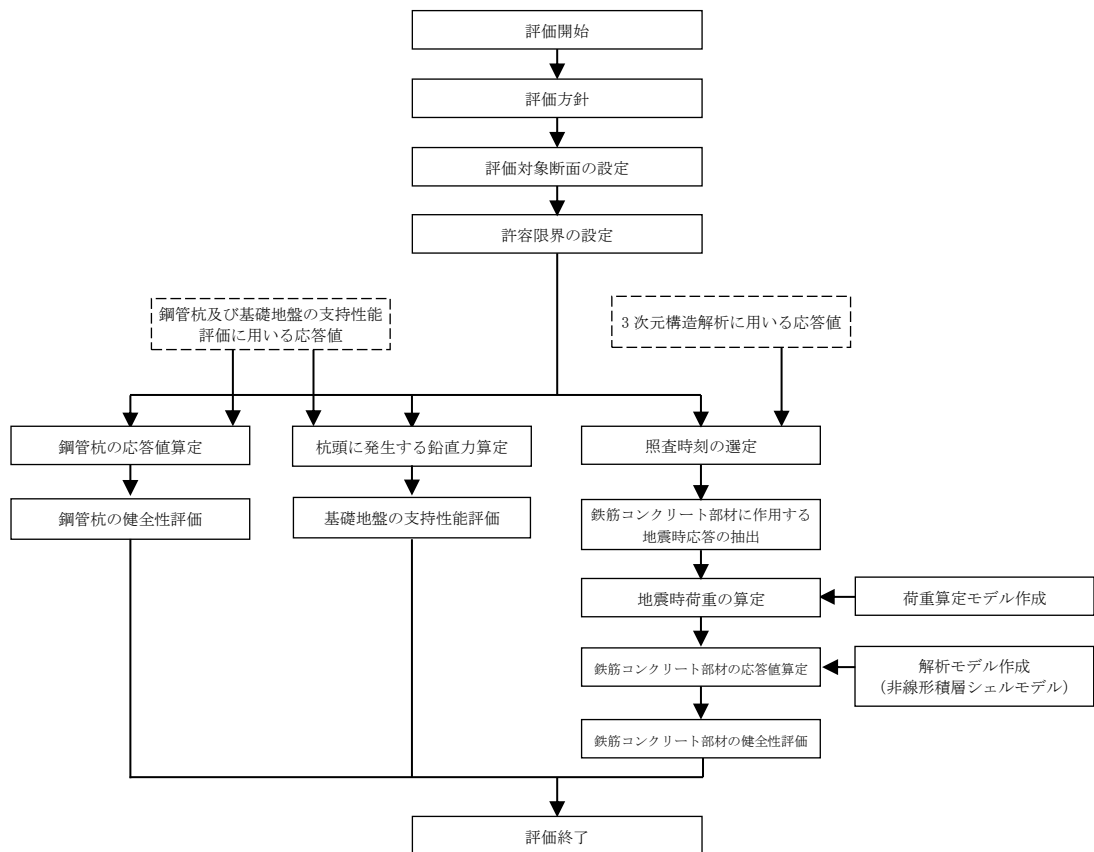 評価開始
評価方針
評価対象断面の設定
許容限界の設定
鋼管杭及び基礎地盤の支持性能
評価に用いる応答値
3次元構造解析に用いる応答値
鋼管杭の応答値算定
杭頭に発生する鉛直力算定
照査時刻の選定
鋼管杭の健全性評価
基礎地盤の支持性能評価
鉄筋コンクリート部材に作用する
地震時応答の抽出
地震時荷重の算定
荷重算定モデル作成
鉄筋コンクリート部材の応答値算定
解析モデル作成
（非線形積層シェルモデル）
鉄筋コンクリート部材の健全性評価
評価終了